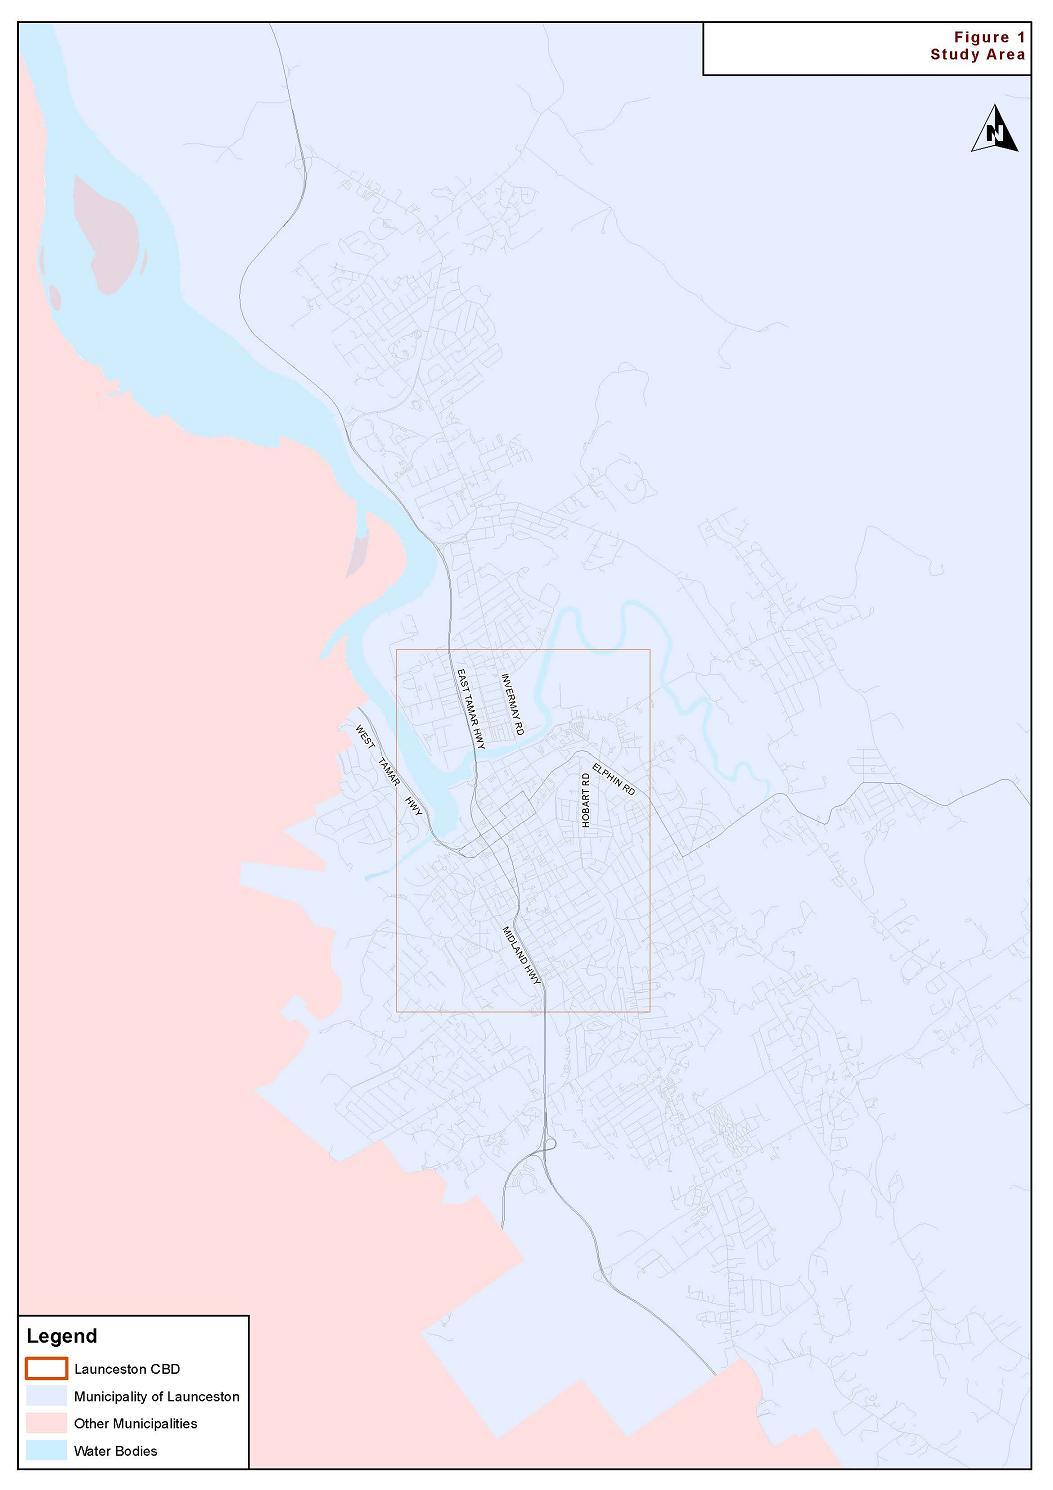 Figure 1
Study Area
N
EAST TAMAR HWY
INVERMAY RD
WEST TAMAR HWY
ELPHIN RD
HOBART RD
MIDLAND HWY
Legend
Launceston CBD
Municipality of Launceston
Other Municipalities
Water Bodies